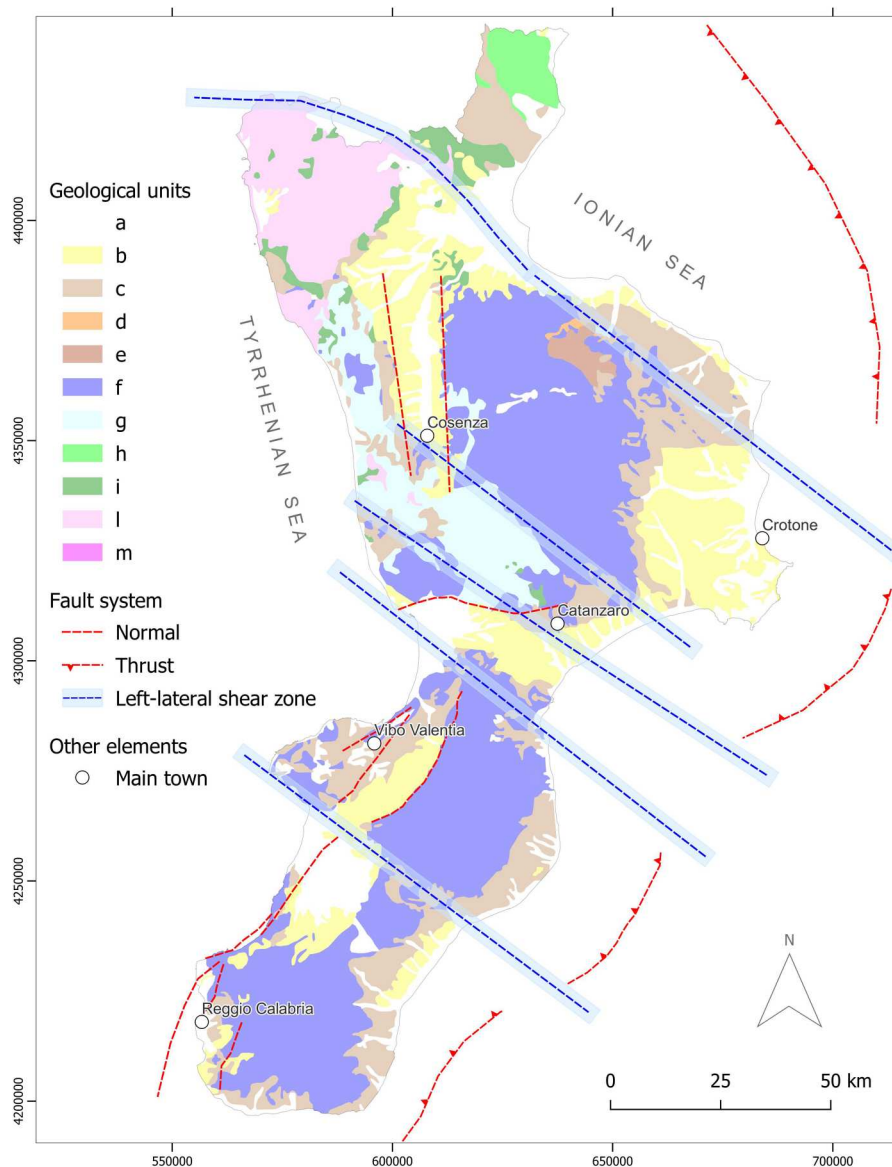 Geological units
a
b
c
d
e
f
g
h
i
l
m
Fault system
Normal
Thrust
Left-lateral shear zone
Other elements
Main town
IONIAN SEA
TYRRHENIAN SEA
Cosenza
Crotone
Catanzaro
Vibo Valentia
Reggio Calabria
N
0 25 50 km
4400000
4350000
4300000
4250000
4200000
550000 600000 650000 700000